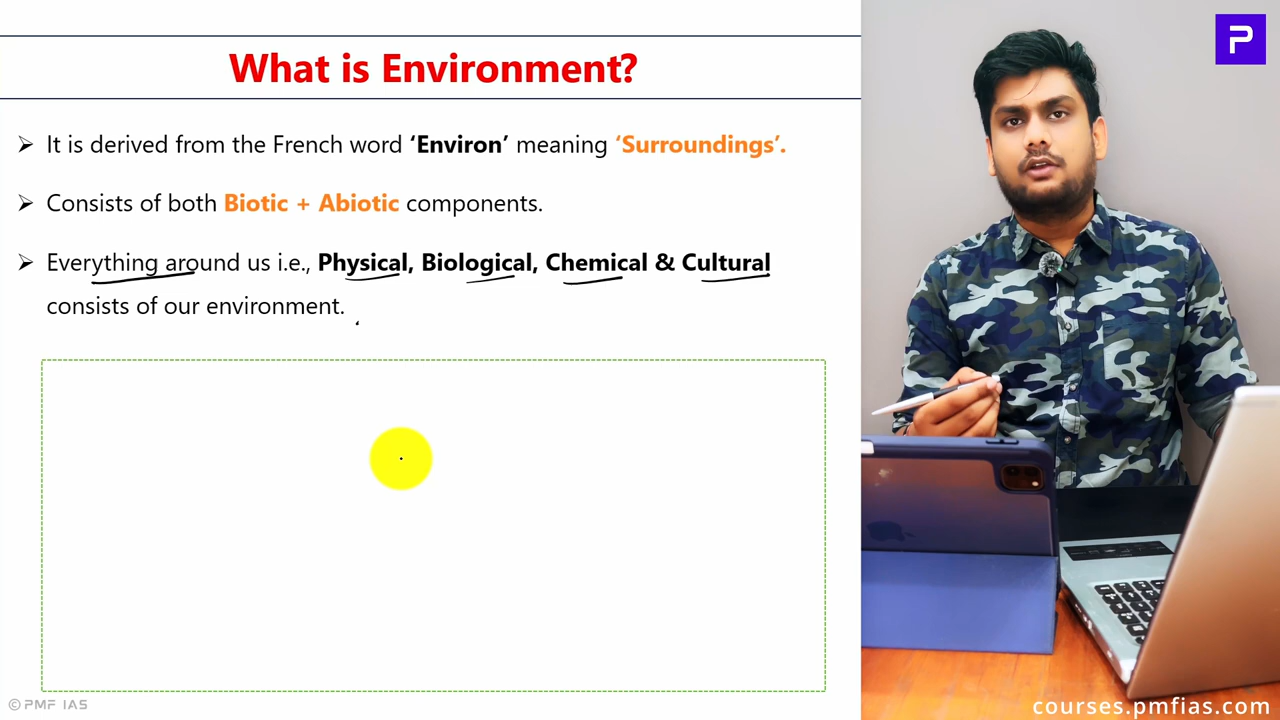 What is Environment?
➢ It is derived from the French word ‘Environ’ meaning ‘Surroundings’.
➢ Consists of both Biotic + Abiotic components.
➢ Everything around us i.e., Physical, Biological, Chemical & Cultural
consists of our environment.
© PMF IAS
P
courses.pmfias.com